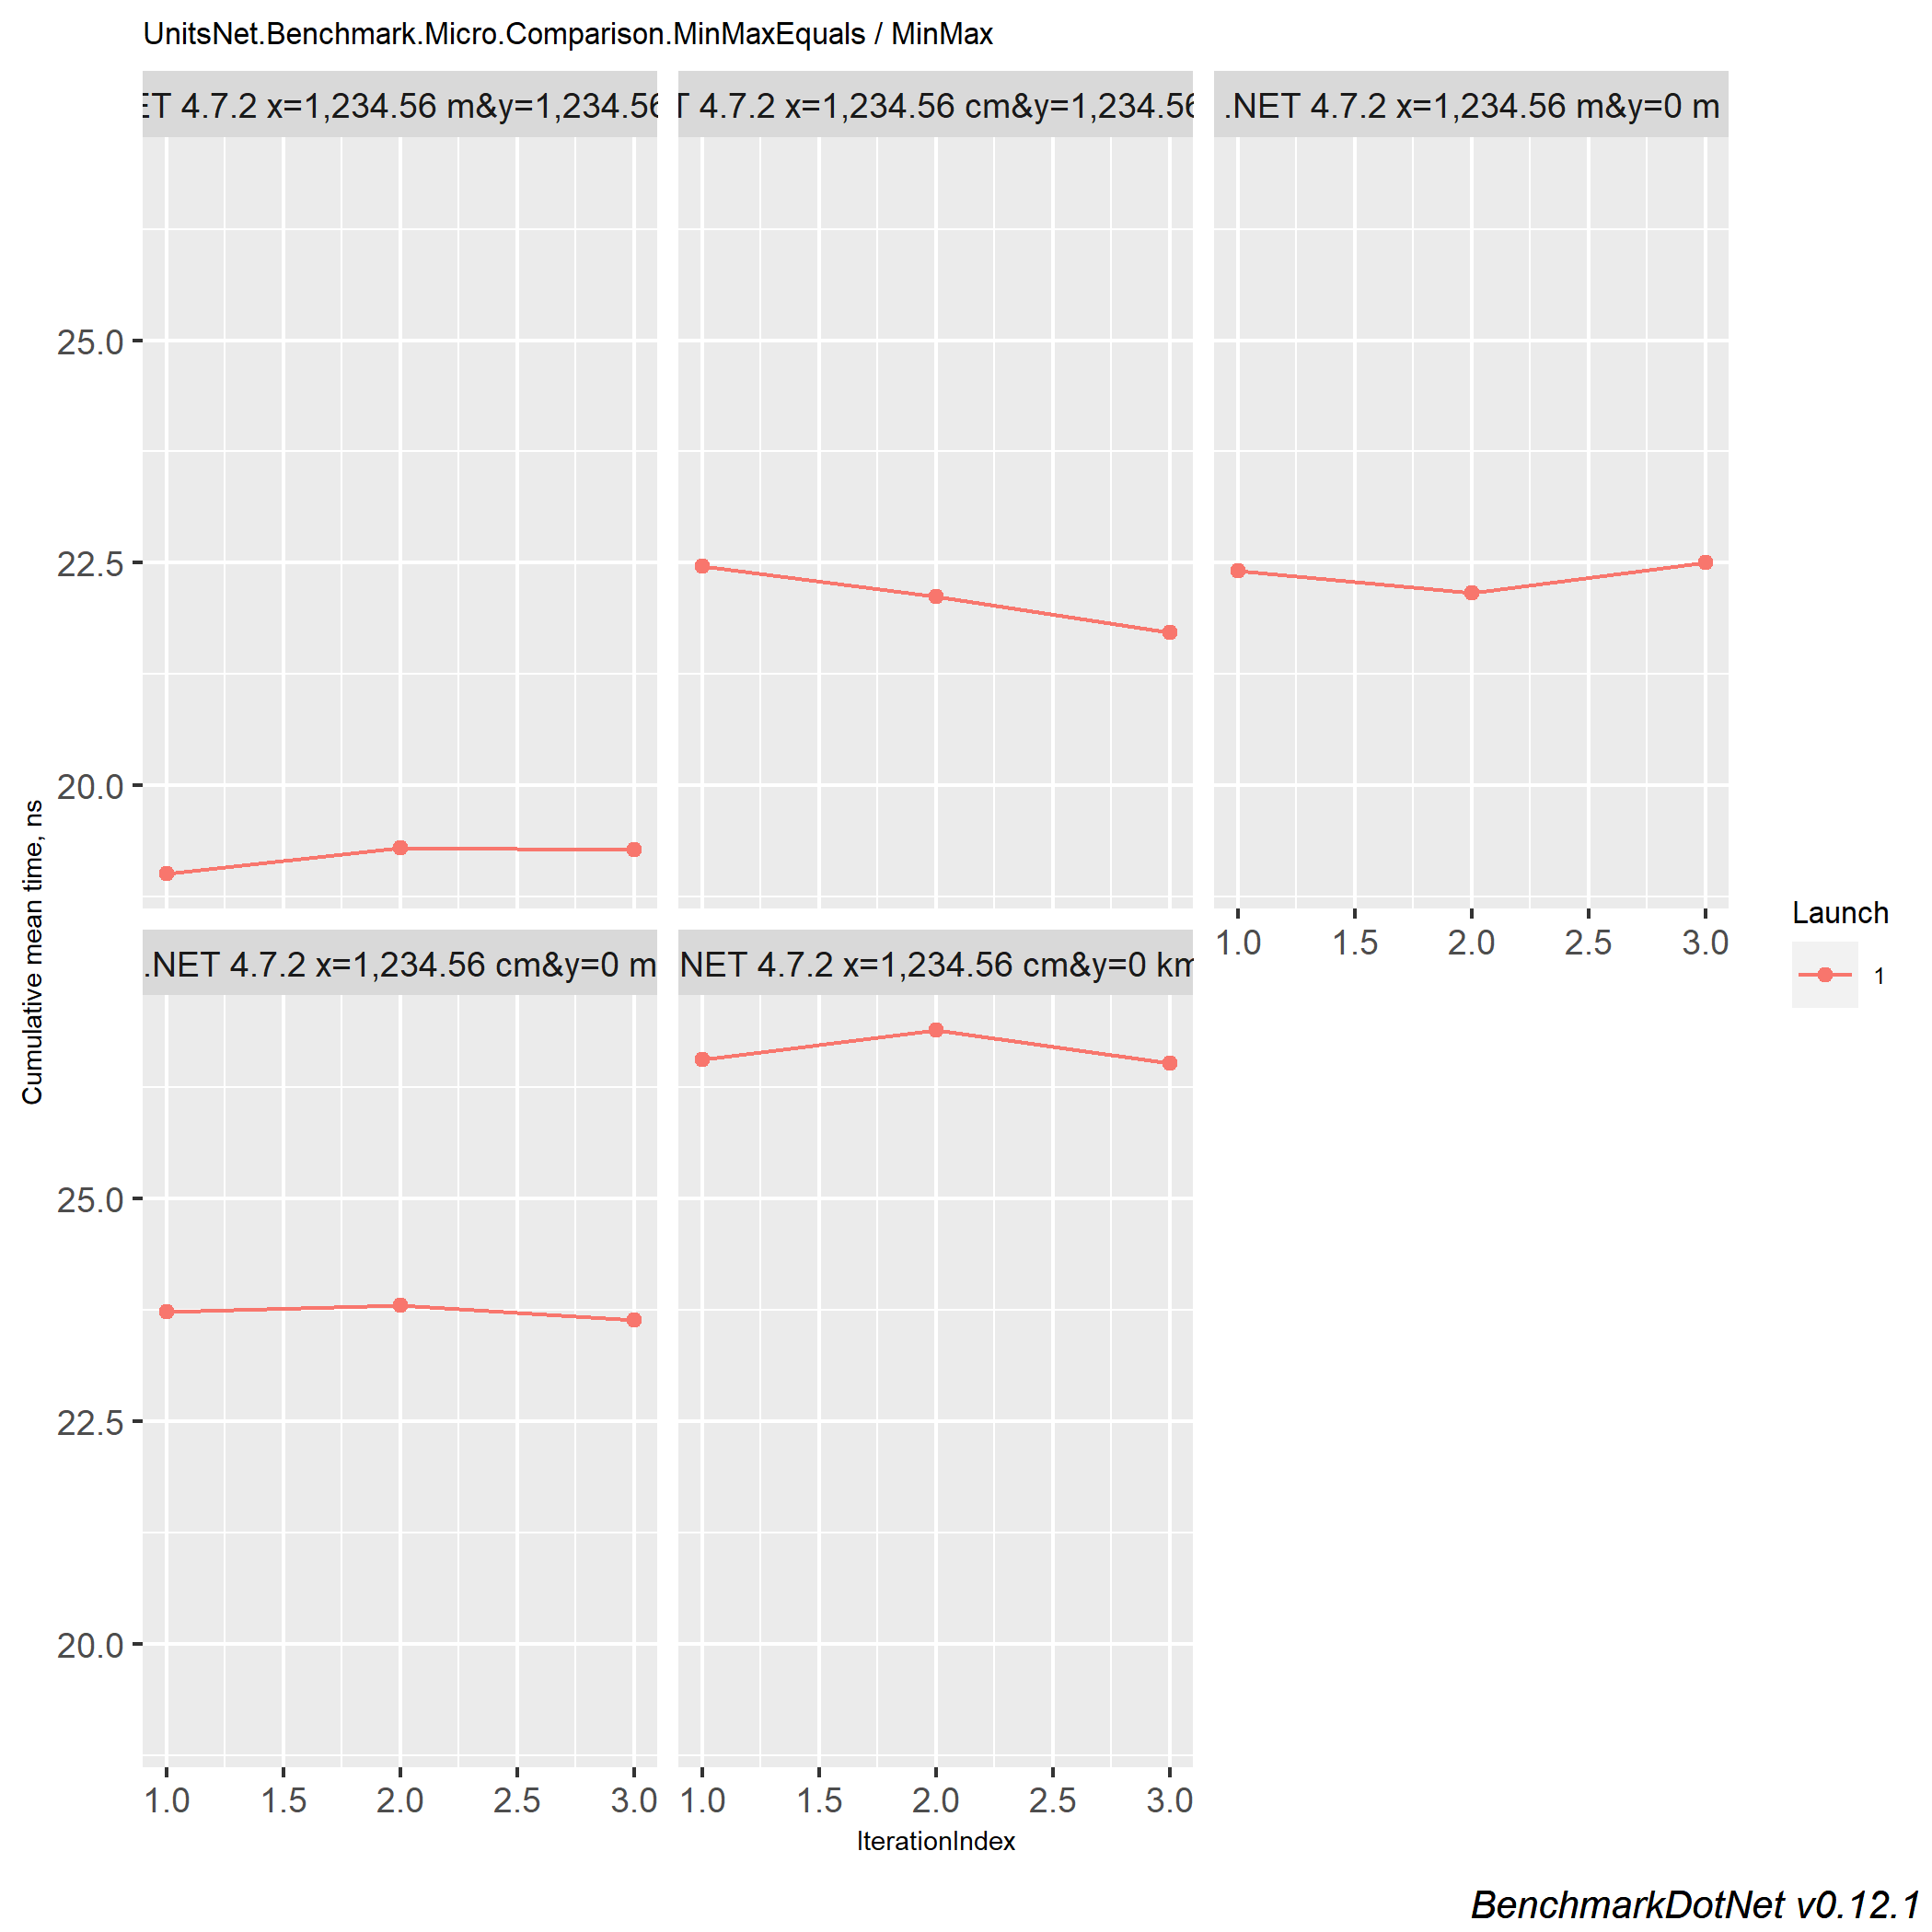 UnitsNet.Benchmark.Micro.Comparison.MinMaxEquals / MinMax
ET 4.7.2 x=1,234.56 m&y=1,234.56
T 4.7.2 x=1,234.56 cm&y=1,234.56
.NET 4.7.2 x=1,234.56 m&y=0 m
25.0
22.5
20.0
1.0 1.5 2.0 2.5 3.0
Cumulative mean time, ns
Launch
1
.NET 4.7.2 x=1,234.56 cm&y=0 m
NET 4.7.2 x=1,234.56 cm&y=0 km
25.0
22.5
20.0
1.0 1.5 2.0 2.5 3.0
1.0 1.5 2.0 2.5 3.0
IterationIndex
BenchmarkDotNet v0.12.1